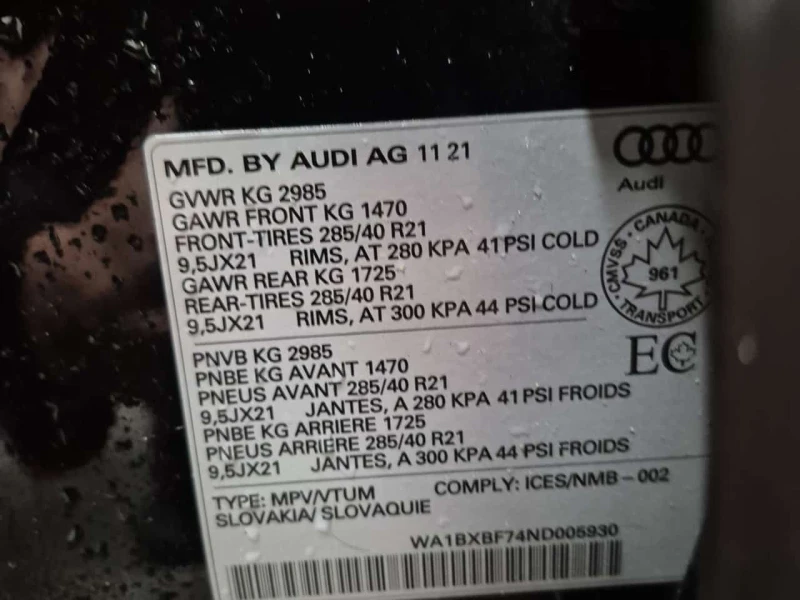 MFD. BY AUDI AG 11 21
Audi
GVWR KG 2985
GAWR FRONT KG 1470
FRONT-TIRES 285/40 R21
9,5JX21 RIMS, AT 280 KPA 41 PSI COLD
GAWR REAR KG 1725
REAR-TIRES 285/40 R21
9,5JX21 RIMS, AT 300 KPA 44 PSI COLD
CMVSS · CANADA
961
TRANSPORT
EC
PNVB KG 2985
PNBE KG AVANT 1470
PNEUS AVANT 285/40 R21
9,5JX21 JANTES, A 280 KPA 41 PSI FROIDS
PNBE KG ARRIERE 1725
PNEUS ARRIÈRE 285/40 R21
9,5JX21 JANTES, A 300 KPA 44 PSI FROIDS
TYPE: MPV/VTUM COMPLY: ICES/NMB - 002
SLOVAKIA/ SLOVAQUIE
WA1BXBF74ND005930